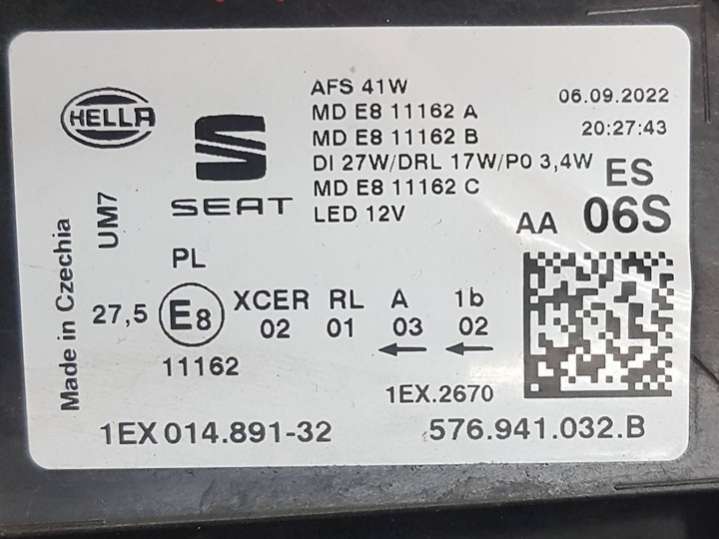 HELLA
SEAT
AFS 41W
MD E8 11162 A
MD E8 11162 B
DI 27W/DRL 17W/PO 3,4W
MD E8 11162 C
LED 12V
06.09.2022
20:27:43
ES
AA 06S
Made in Czechia
UM7
PL
27,5 E8 XCER RL A 1b
02 01 03 02
11162
1EX.2670
1EX 014.891-32 576.941.032.B